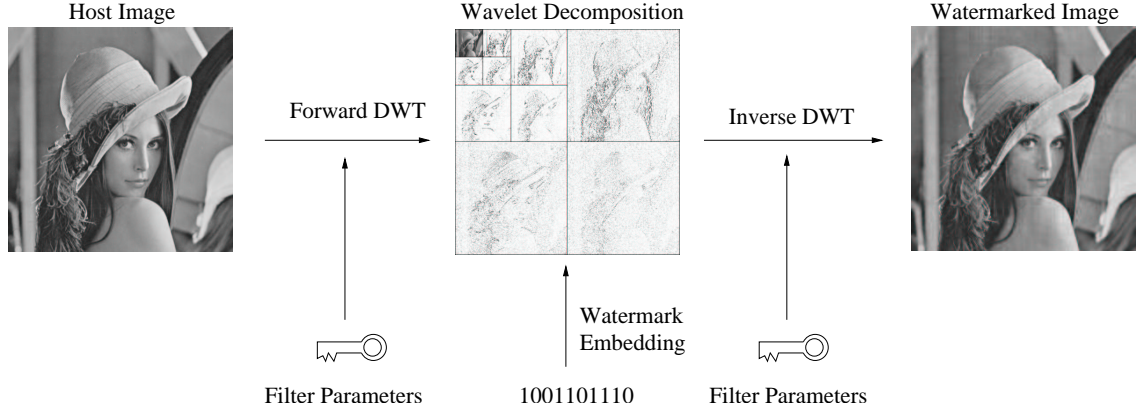 Host Image
Wavelet Decomposition
Watermarked Image
Forward DWT
Inverse DWT
Watermark
Embedding
Filter Parameters
1001101110
Filter Parameters